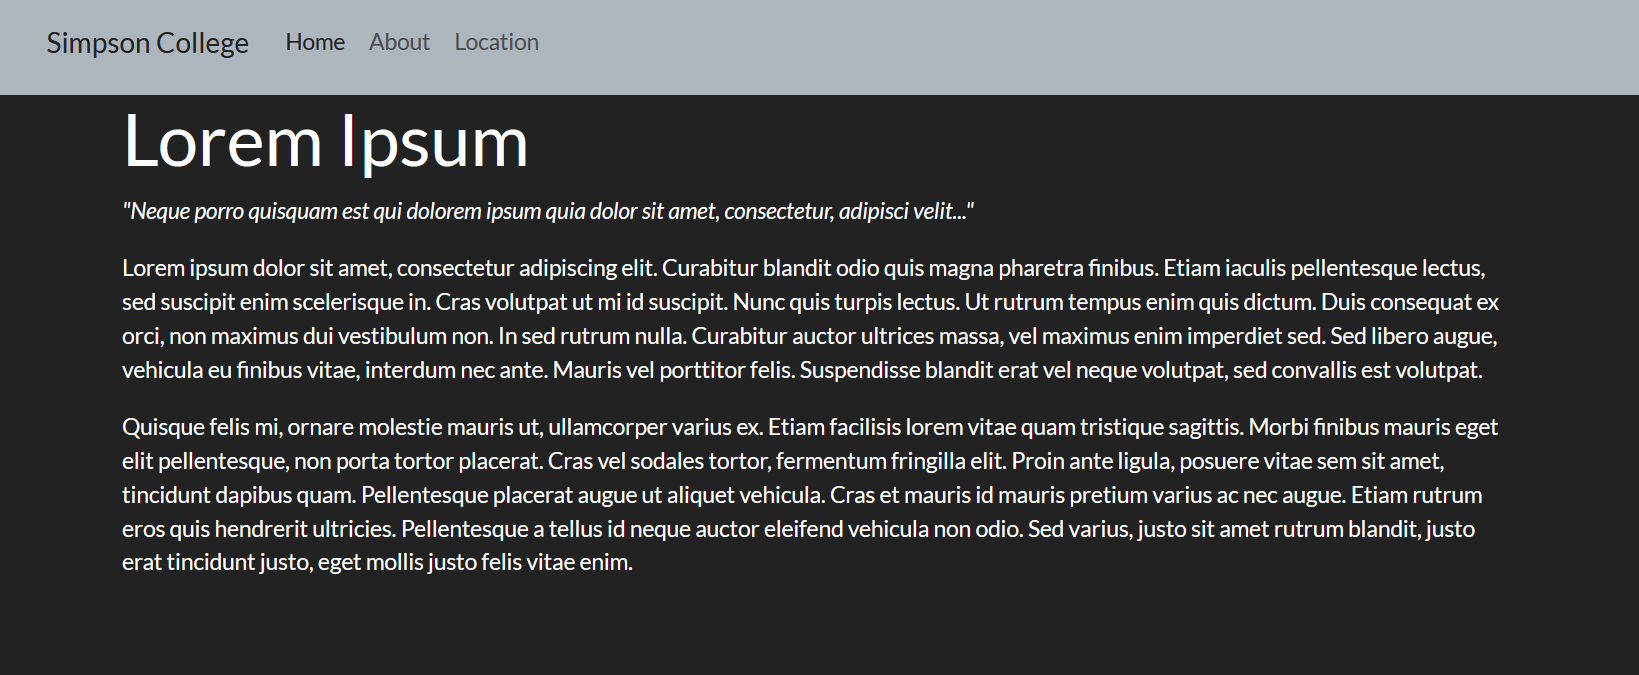 Simpson College Home About Location
Lorem Ipsum
"Neque porro quisquam est qui dolorem ipsum quia dolor sit amet, consectetur, adipisci velit..."
Lorem ipsum dolor sit amet, consectetur adipiscing elit. Curabitur blandit odio quis magna pharetra finibus. Etiam iaculis pellentesque lectus,
sed suscipit enim scelerisque in. Cras volutpat ut mi id suscipit. Nunc quis turpis lectus. Ut rutrum tempus enim quis dictum. Duis consequat ex
orci, non maximus dui vestibulum non. In sed rutrum nulla. Curabitur auctor ultrices massa, vel maximus enim imperdiet sed. Sed libero augue,
vehicula eu finibus vitae, interdum nec ante. Mauris vel porttitor felis. Suspendisse blandit erat vel neque volutpat, sed convallis est volutpat.
Quisque felis mi, ornare molestie mauris ut, ullamcorper varius ex. Etiam facilisis lorem vitae quam tristique sagittis. Morbi finibus mauris eget
elit pellentesque, non porta tortor placerat. Cras vel sodales tortor, fermentum fringilla elit. Proin ante ligula, posuere vitae sem sit amet,
tincidunt dapibus quam. Pellentesque placerat augue ut aliquet vehicula. Cras et mauris id mauris pretium varius ac nec augue. Etiam rutrum
eros quis hendrerit ultricies. Pellentesque a tellus id neque auctor eleifend vehicula non odio. Sed varius, justo sit amet rutrum blandit, justo
erat tincidunt justo, eget mollis justo felis vitae enim.